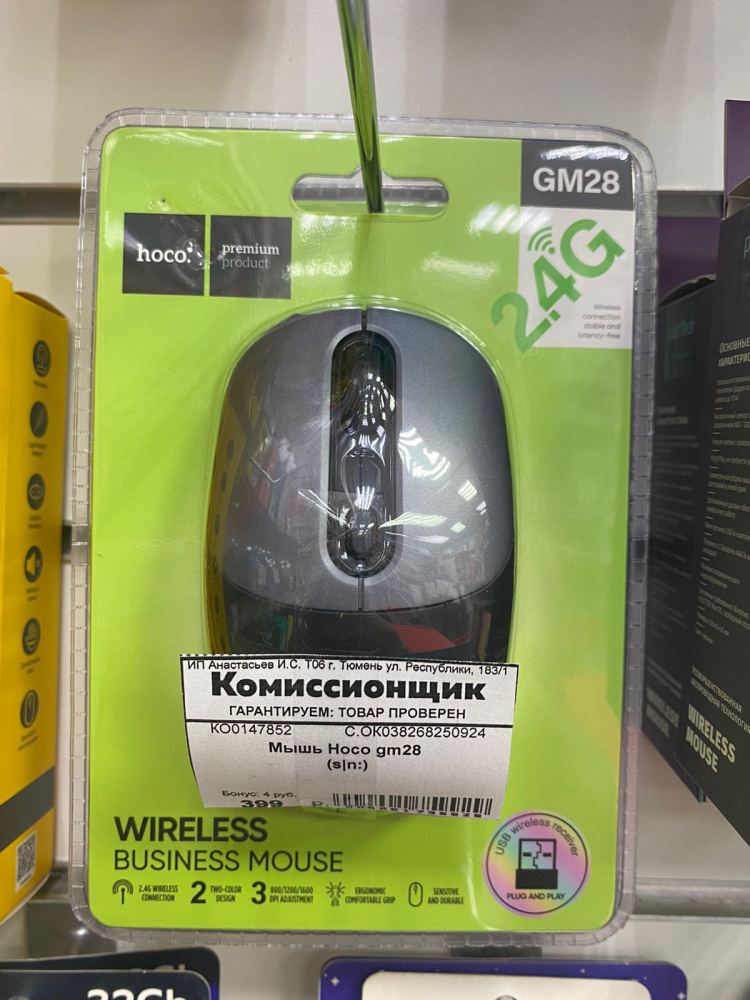 GM28
hoco.
premium
product
2.4G
Wireless
connection
stable and
latency-free
ИП Анастасьев И.С. Т06 г. Тюмень ул. Республики, 183/1
Комиссионщик
ГАРАНТИРУЕМ: ТОВАР ПРОВЕРЕН
КО0147852 С.ОК038268250924
Мышь Hoco gm28
(s|n:)
Бонус: 4 руб.
399
WIRELESS
BUSINESS MOUSE
2.4G WIRELESS
CONNECTION
2 TWO-COLOR
DESIGN
3 800/1200/1600
DPI ADJUSTMENT
ERGONOMIC
COMFORTABLE GRIP
SENSITIVE
AND DURABLE
USB wireless receiver
PLUG AND PLAY
WIRELESS
MOUSE
32Gb